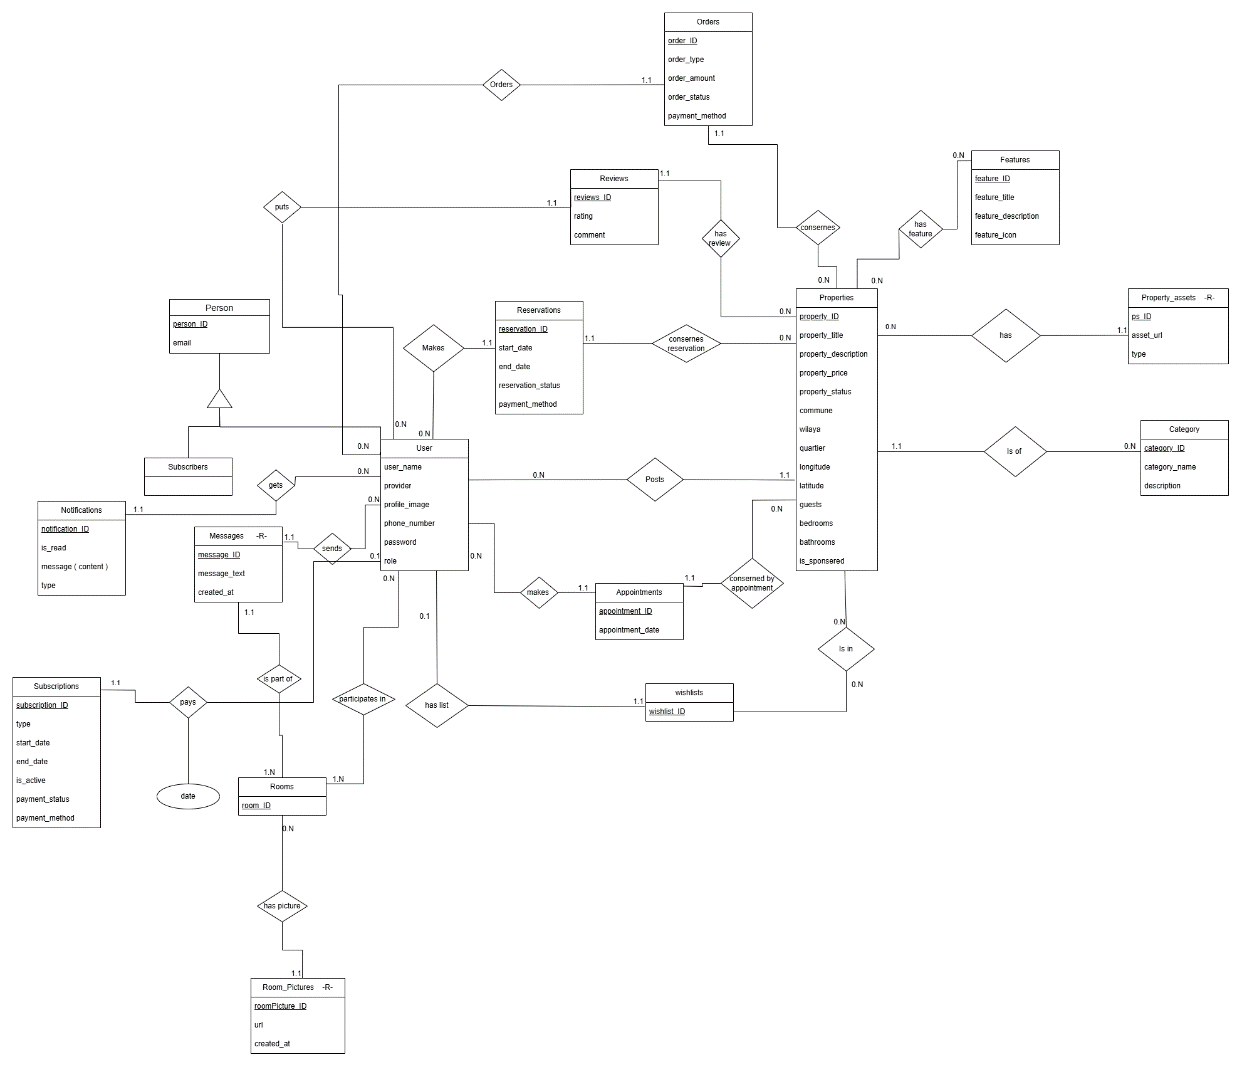 Orders
order_ID
order_type
order_amount
order_status
payment_method
1.1
1.1
Orders
Features
feature_ID
feature_title
feature_description
feature_icon
0.N
has
feature
0.N
Reviews
reviews_ID
rating
comment
1.1
1.1
puts
has
review
0.N
consernes
0.N
Person
person_ID
email
Reservations
reservation_ID
start_date
end_date
reservation_status
payment_method
1.1
1.1
Makes
0.N
0.N
consernes
reservation
0.N
Properties
property_ID
property_title
property_description
property_price
property_status
commune
wilaya
quartier
longitude
latitude
guests
bedrooms
bathrooms
is_sponsered
0.N
has
1.1
Property_assets -R-
ps_ID
asset_url
type
1.1
Is of
0.N
Category
category_ID
category_name
description
Subscribers
User
user_name
provider
profile_image
phone_number
password
role
0.N
0.N
gets
1.1
Notifications
notification_ID
is_read
message ( content )
type
0.N
Posts
1.1
0.N
sends
1.1
Messages -R-
message_ID
message_text
created_at
1.1
0.1
0.N
0.N
0.1
makes
1.1
Appointments
appointment_ID
appointment_date
1.1
conserned by
appointment
0.N
0.N
Is in
0.N
wishlists
wishlist_ID
1.1
has list
participates in
1.N
is part of
1.N
Subscriptions
subscription_ID
type
start_date
end_date
is_active
payment_status
payment_method
1.1
pays
date
Rooms
room_ID
0.N
has picture
1.1
Room_Pictures -R-
roomPicture_ID
url
created_at